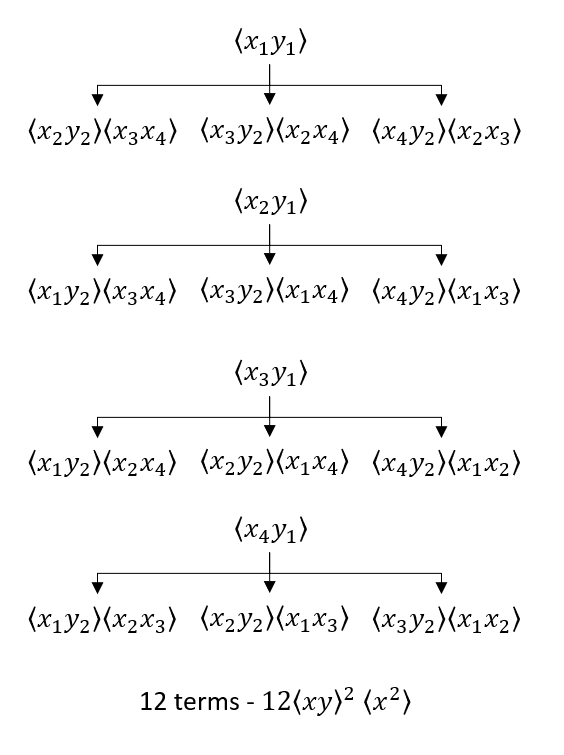 ⟨x₁y₁⟩
⟨x₂y₂⟩⟨x₃x₄⟩ ⟨x₃y₂⟩⟨x₂x₄⟩ ⟨x₄y₂⟩⟨x₂x₃⟩
⟨x₂y₁⟩
⟨x₁y₂⟩⟨x₃x₄⟩ ⟨x₃y₂⟩⟨x₁x₄⟩ ⟨x₄y₂⟩⟨x₁x₃⟩
⟨x₃y₁⟩
⟨x₁y₂⟩⟨x₂x₄⟩ ⟨x₂y₂⟩⟨x₁x₄⟩ ⟨x₄y₂⟩⟨x₁x₂⟩
⟨x₄y₁⟩
⟨x₁y₂⟩⟨x₂x₃⟩ ⟨x₂y₂⟩⟨x₁x₃⟩ ⟨x₃y₂⟩⟨x₁x₂⟩
12 terms - 12⟨xy⟩² ⟨x²⟩